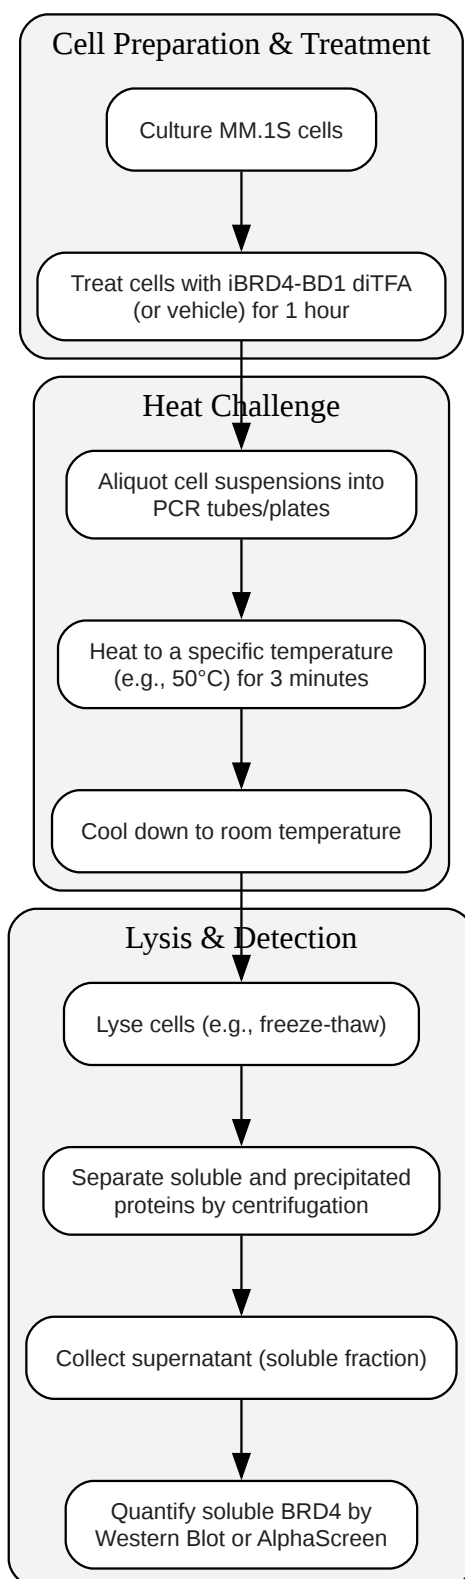 Cell Preparation & Treatment
Culture MM.1S cells
Treat cells with iBRD4-BD1 diTFA
(or vehicle) for 1 hour
Heat Challenge
Aliquot cell suspensions into
PCR tubes/plates
Heat to a specific temperature
(e.g., 50°C) for 3 minutes
Cool down to room temperature
Lysis & Detection
Lyse cells (e.g., freeze-thaw)
Separate soluble and precipitated
proteins by centrifugation
Collect supernatant (soluble fraction)
Quantify soluble BRD4 by
Western Blot or AlphaScreen